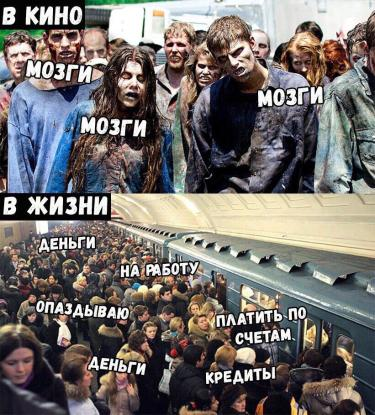 В КИНО
МОЗГИ
МОЗГИ
МОЗГИ
В ЖИЗНИ
ДЕНЬГИ
НА РАБОТУ
ОПАЗДЫВАЮ
ПЛАТИТЬ ПО
СЧЕТАМ
ДЕНЬГИ
КРЕДИТЫ